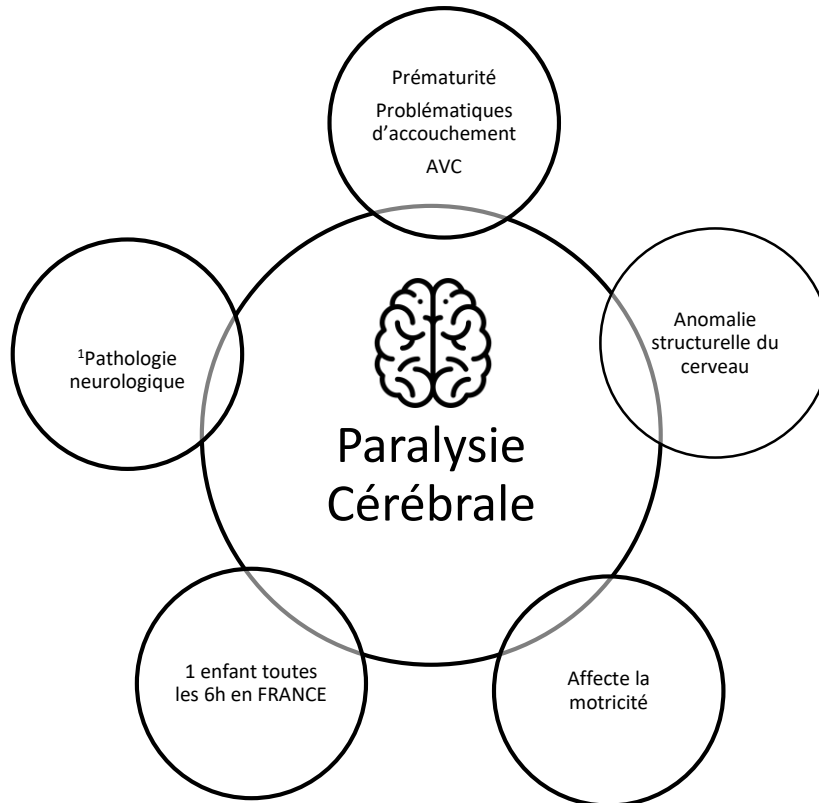 Prématurité
Problématiques
d’accouchement
AVC
Anomalie
structurelle du
cerveau
¹Pathologie
neurologique
Paralysie
Cérébrale
1 enfant toutes
les 6h en FRANCE
Affecte la
motricité